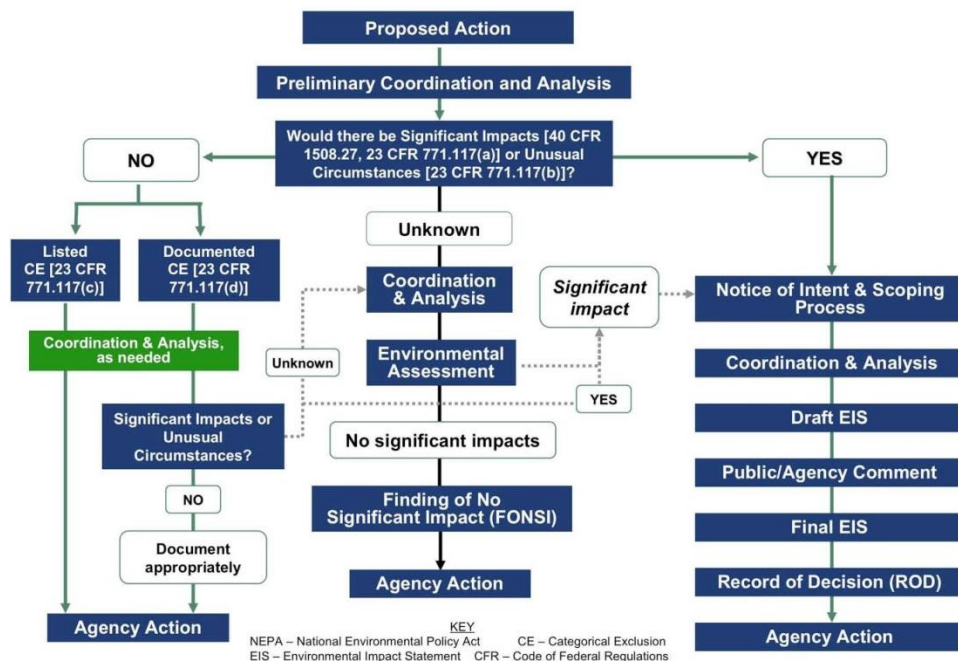 Proposed Action
Preliminary Coordination and Analysis
Would there be Significant Impacts [40 CFR
1508.27, 23 CFR 771.117(a)] or Unusual
Circumstances [23 CFR 771.117(b)]?
NO
YES
Unknown
Listed
CE [23 CFR
771.117(c)]
Documented
CE [23 CFR
771.117(d)]
Coordination
& Analysis
Significant
impact
Notice of Intent & Scoping
Process
Coordination & Analysis,
as needed
Unknown
Environmental
Assessment
Coordination & Analysis
YES
Significant Impacts or
Unusual
Circumstances?
No significant impacts
Draft EIS
Public/Agency Comment
NO
Finding of No
Significant Impact (FONSI)
Final EIS
Document
appropriately
Agency Action
Record of Decision (ROD)
Agency Action
Agency Action
KEY
NEPA – National Environmental Policy Act CE – Categorical Exclusion
EIS – Environmental Impact Statement CFR – Code of Federal Regulations